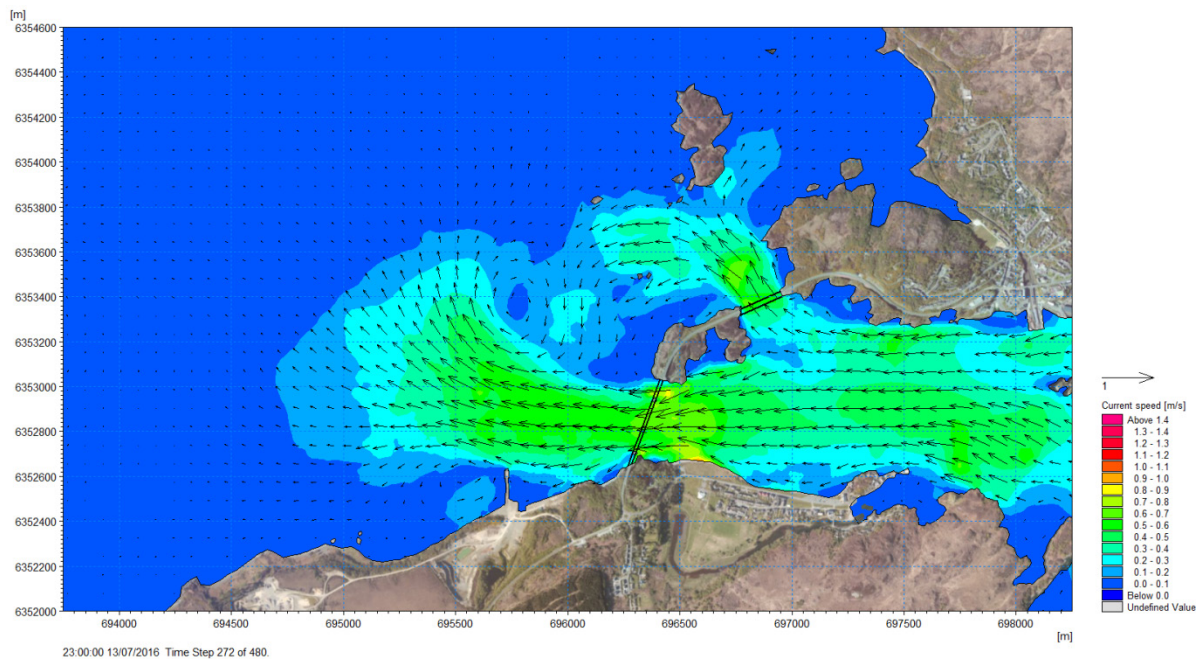 [m]
6354600
6354400
6354200
6354000
6353800
6353600
6353400
6353200
6353000
6352800
6352600
6352400
6352200
6352000
694000 694500 695000 695500 696000 696500 697000 697500 698000
[m]
1
Current speed [m/s]
Above 1.4
1.3 - 1.4
1.2 - 1.3
1.1 - 1.2
1.0 - 1.1
0.9 - 1.0
0.8 - 0.9
0.7 - 0.8
0.6 - 0.7
0.5 - 0.6
0.4 - 0.5
0.3 - 0.4
0.2 - 0.3
0.1 - 0.2
0.0 - 0.1
Below 0.0
Undefined Value
23:00:00 13/07/2016 Time Step 272 of 480.